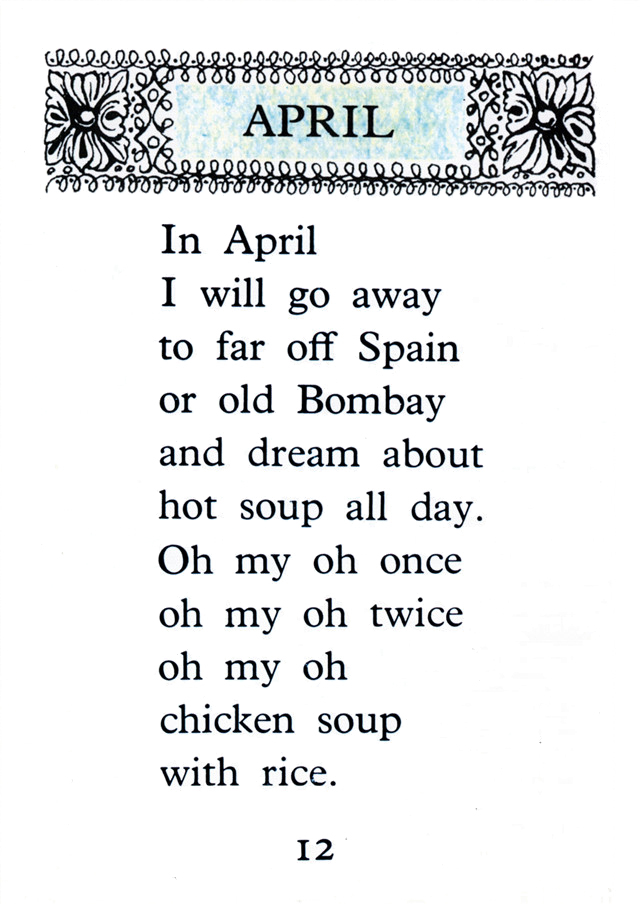 APRIL
In April
I will go away
to far off Spain
or old Bombay
and dream about
hot soup all day.
Oh my oh once
oh my oh twice
oh my oh
chicken soup
with rice.
12